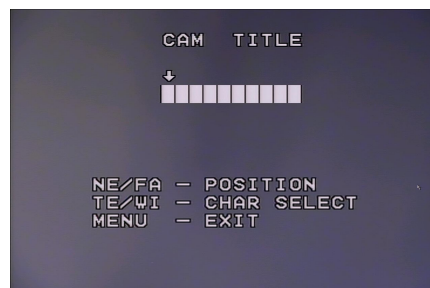 CAM TITLE
NE/FA — POSITION
TE/WI — CHAR SELECT
MENU — EXIT